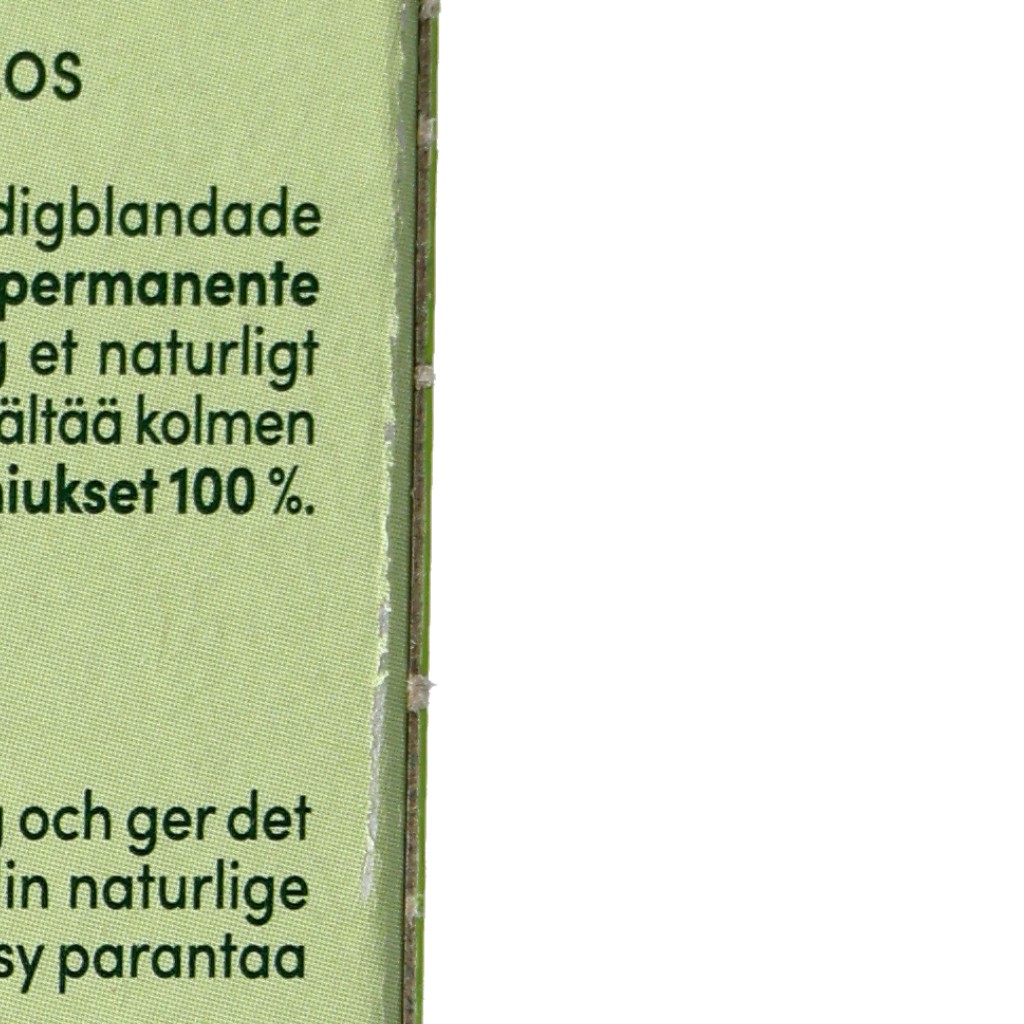 OS
digblandade
permanente
et naturligt
ältää kolmen
iukset 100 %.
och ger det
in naturlige
sy parantaa